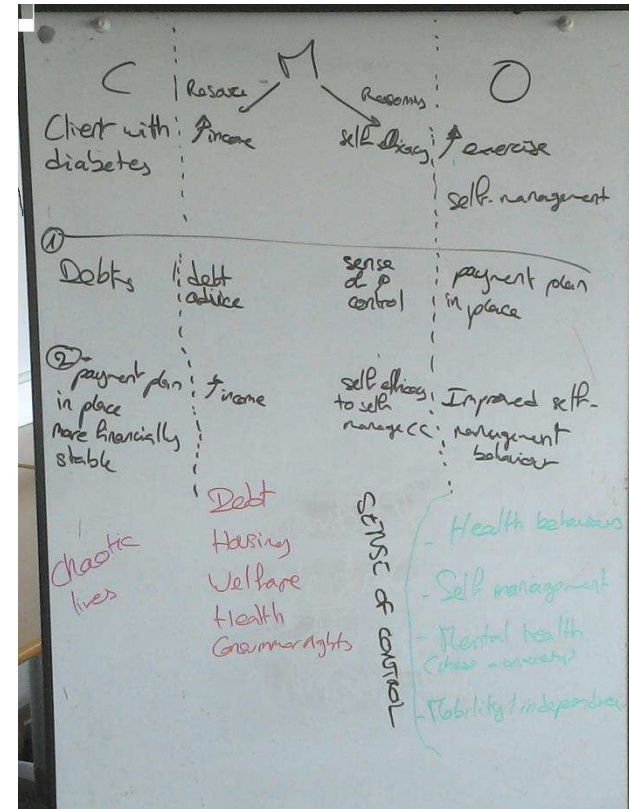 C
M
O
Resource
Reasoning
Client with
diabetes
↑ income
self efficacy
↑ exercise
self-management
①
Debts
debt
advice
sense
of
control
payment plan
in place
②
payment plan
in place
more financially
stable
↑ income
self efficacy
to self
manage CC
Improved self-
management
behaviour
chaotic
lives
Debt
Housing
Welfare
Health
Consumer rights
SENSE of CONTROL
- Health behaviours
- Self management
- Mental health
(stress + anxiety)
- Mobility / independence